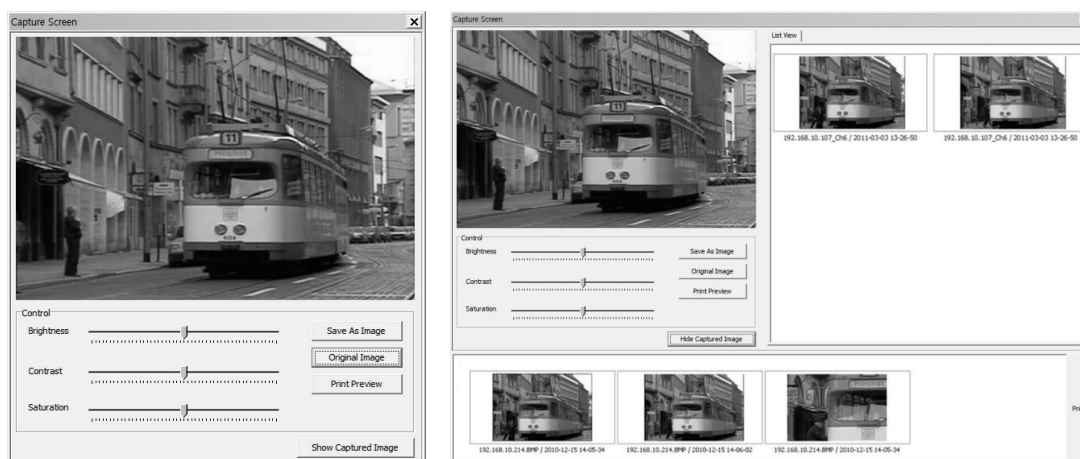 Capture Screen
11
Höchst
604
Control
Brightness
Save As Image
Original Image
Contrast
Print Preview
Saturation
Show Captured Image
Capture Screen
List View
11
192.168.10.107_Ch6 / 2011-03-03 13-26-50
192.168.10.107_Ch6 / 2011-03-03 13-26-50
Control
Brightness
Save As Image
Original Image
Contrast
Print Preview
Saturation
Hide Captured Image
192.168.10.214.BMP / 2010-12-15 14-05-34
192.168.10.214.BMP / 2010-12-15 14-06-02
192.168.10.214.BMP / 2010-12-15 14-05-34